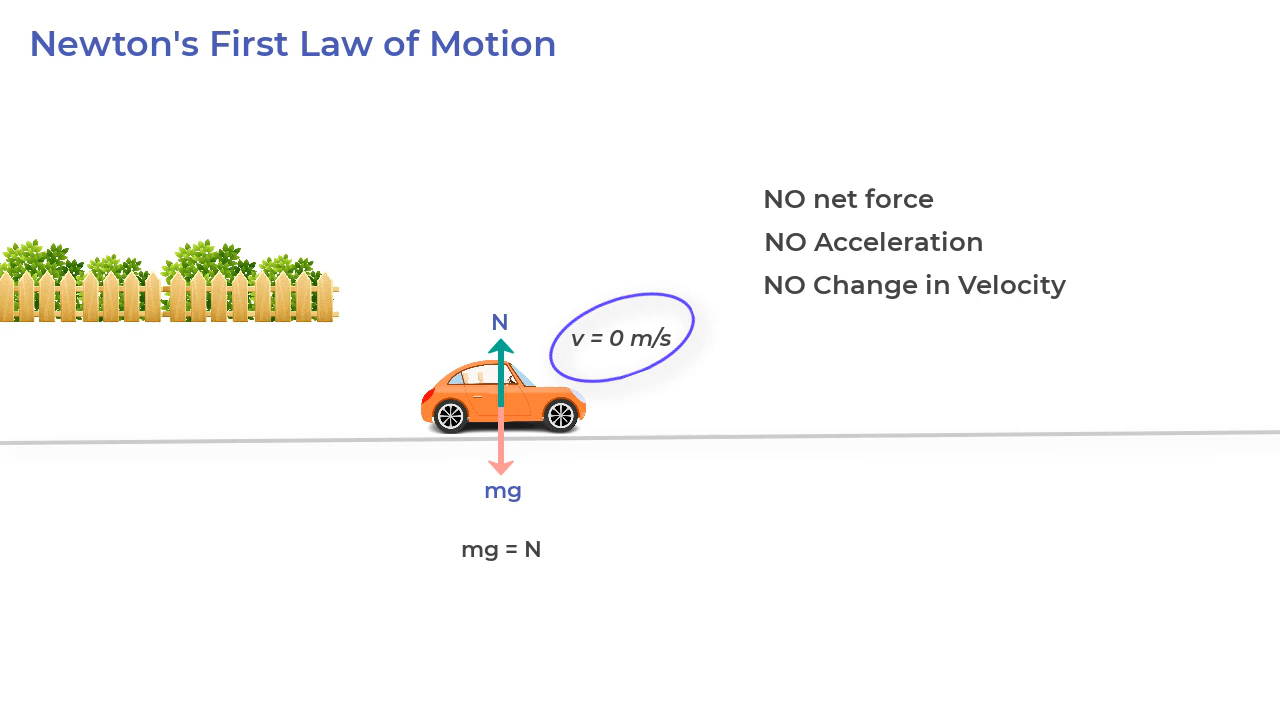 Newton's First Law of Motion
NO net force
NO Acceleration
NO Change in Velocity
N
v = 0 m/s
mg
mg = N